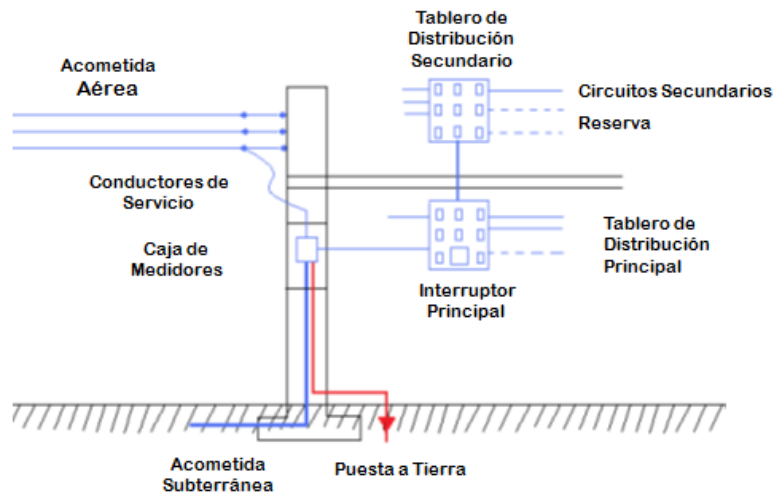 Tablero de
Distribución
Secundario
Acometida
Aérea
Circuitos Secundarios
Reserva
Conductores de
Servicio
Caja de
Medidores
Tablero de
Distribución
Principal
Interruptor
Principal
Acometida
Subterránea
Puesta a Tierra